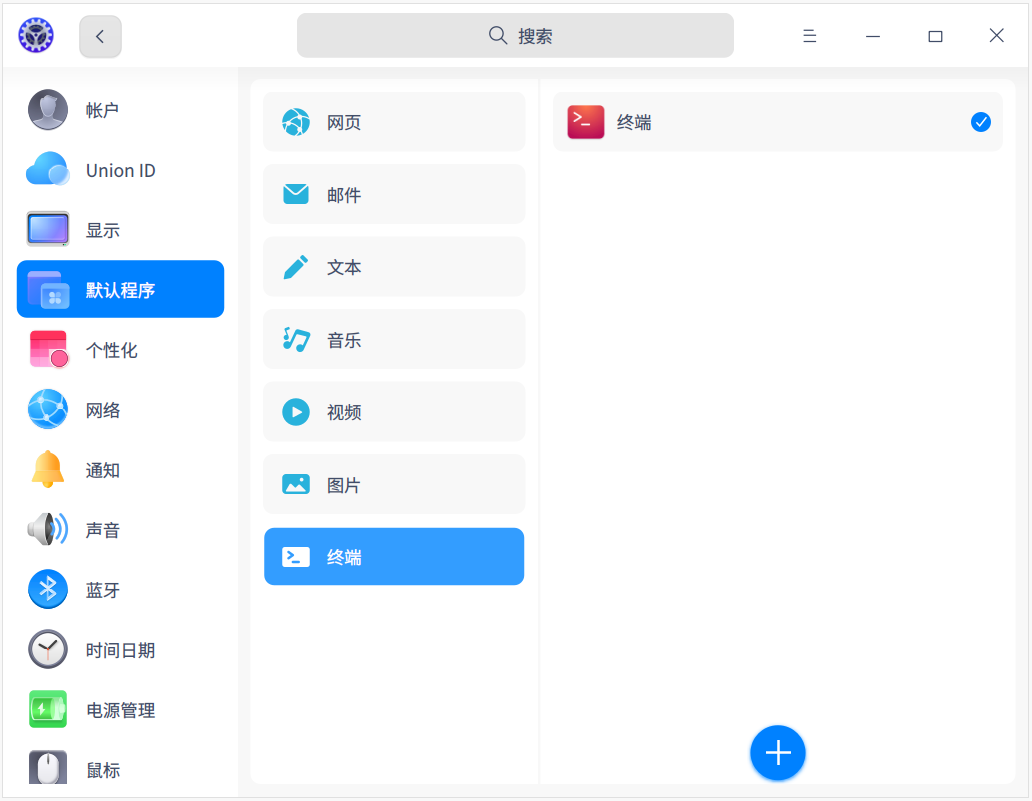 搜索
帐户
Union ID
显示
默认程序
个性化
网络
通知
声音
蓝牙
时间日期
电源管理
鼠标
网页
邮件
文本
音乐
视频
图片
终端
终端